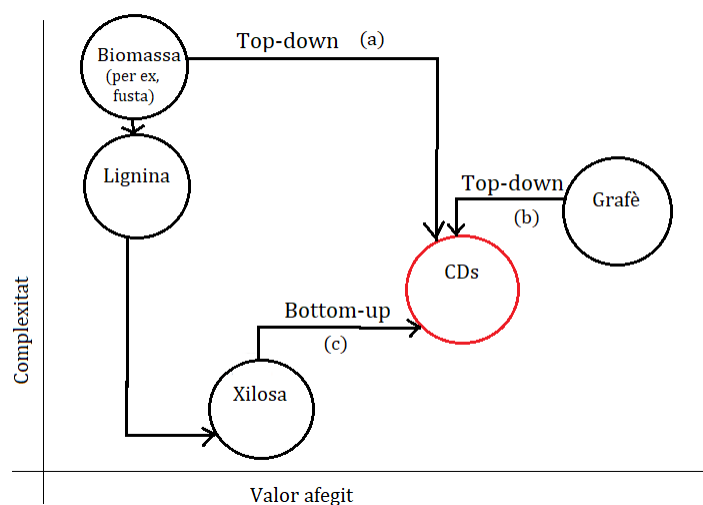 Top-down (a)
Biomassa
(per ex,
fusta)
Lignina
Top-down
(b)
Grafè
CDs
Bottom-up
(c)
Xilosa
Complexitat
Valor afegit